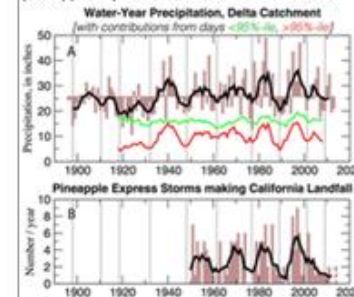 Water-Year Precipitation, Delta Catchment
[with contributions from days <95%-ile, >95%-ile]
Precipitation, in inches
50
40
30
20
10
0
A
1900 1920 1940 1960 1980 2000 202
Pineapple Express Storms making California Landfall
Number / year
10
8
6
4
2
0
B
1900 1920 1940 1960 1980 2000 202